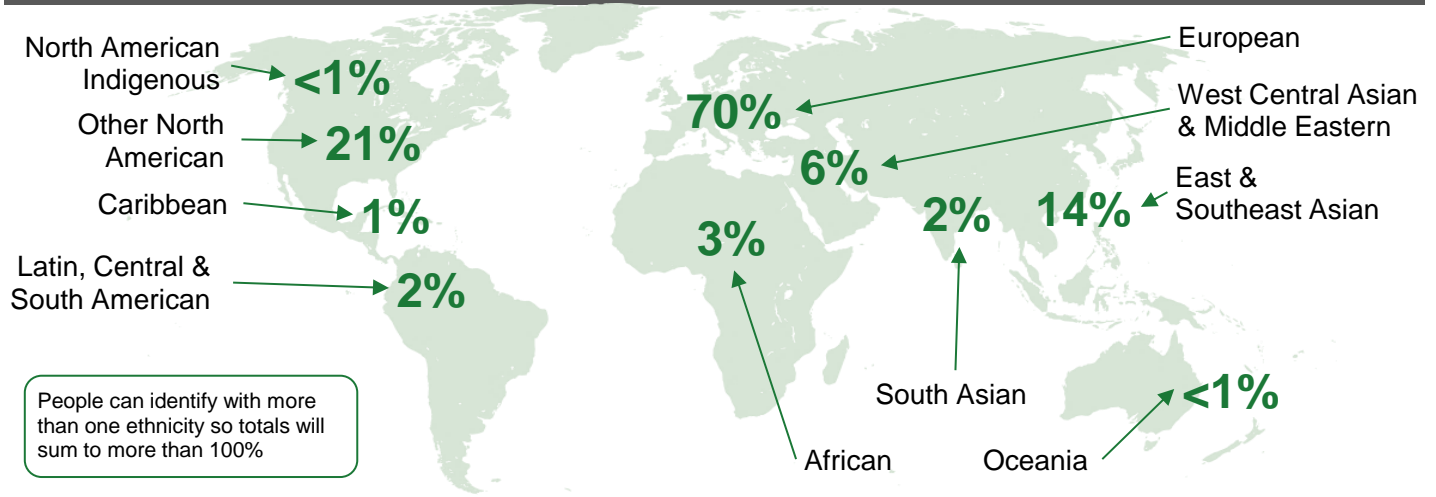 North American
Indigenous
<1%
Other North
American
21%
Caribbean
1%
Latin, Central &
South American
2%
European
70%
West Central Asian
& Middle Eastern
6%
East &
Southeast Asian
14%
2%
South Asian
3%
African
Oceania
<1%
People can identify with more
than one ethnicity so totals will
sum to more than 100%